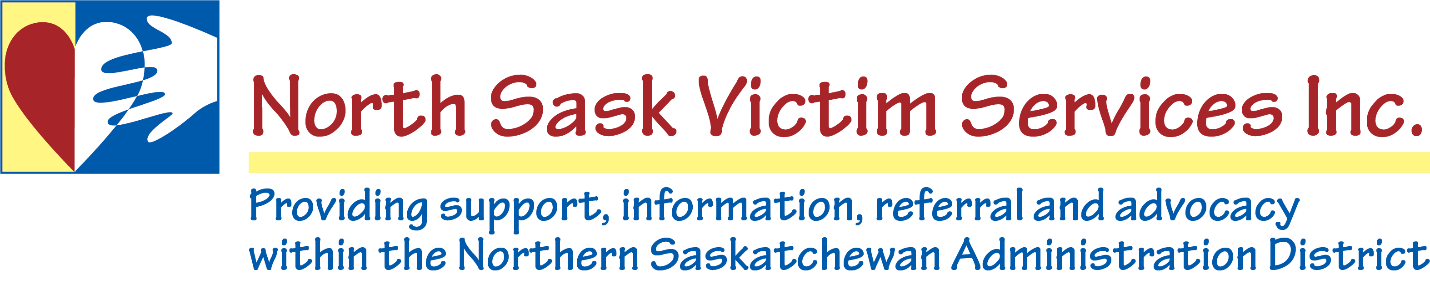 North Sask Victim Services Inc.
Providing support, information, referral and advocacy
within the Northern Saskatchewan Administration District